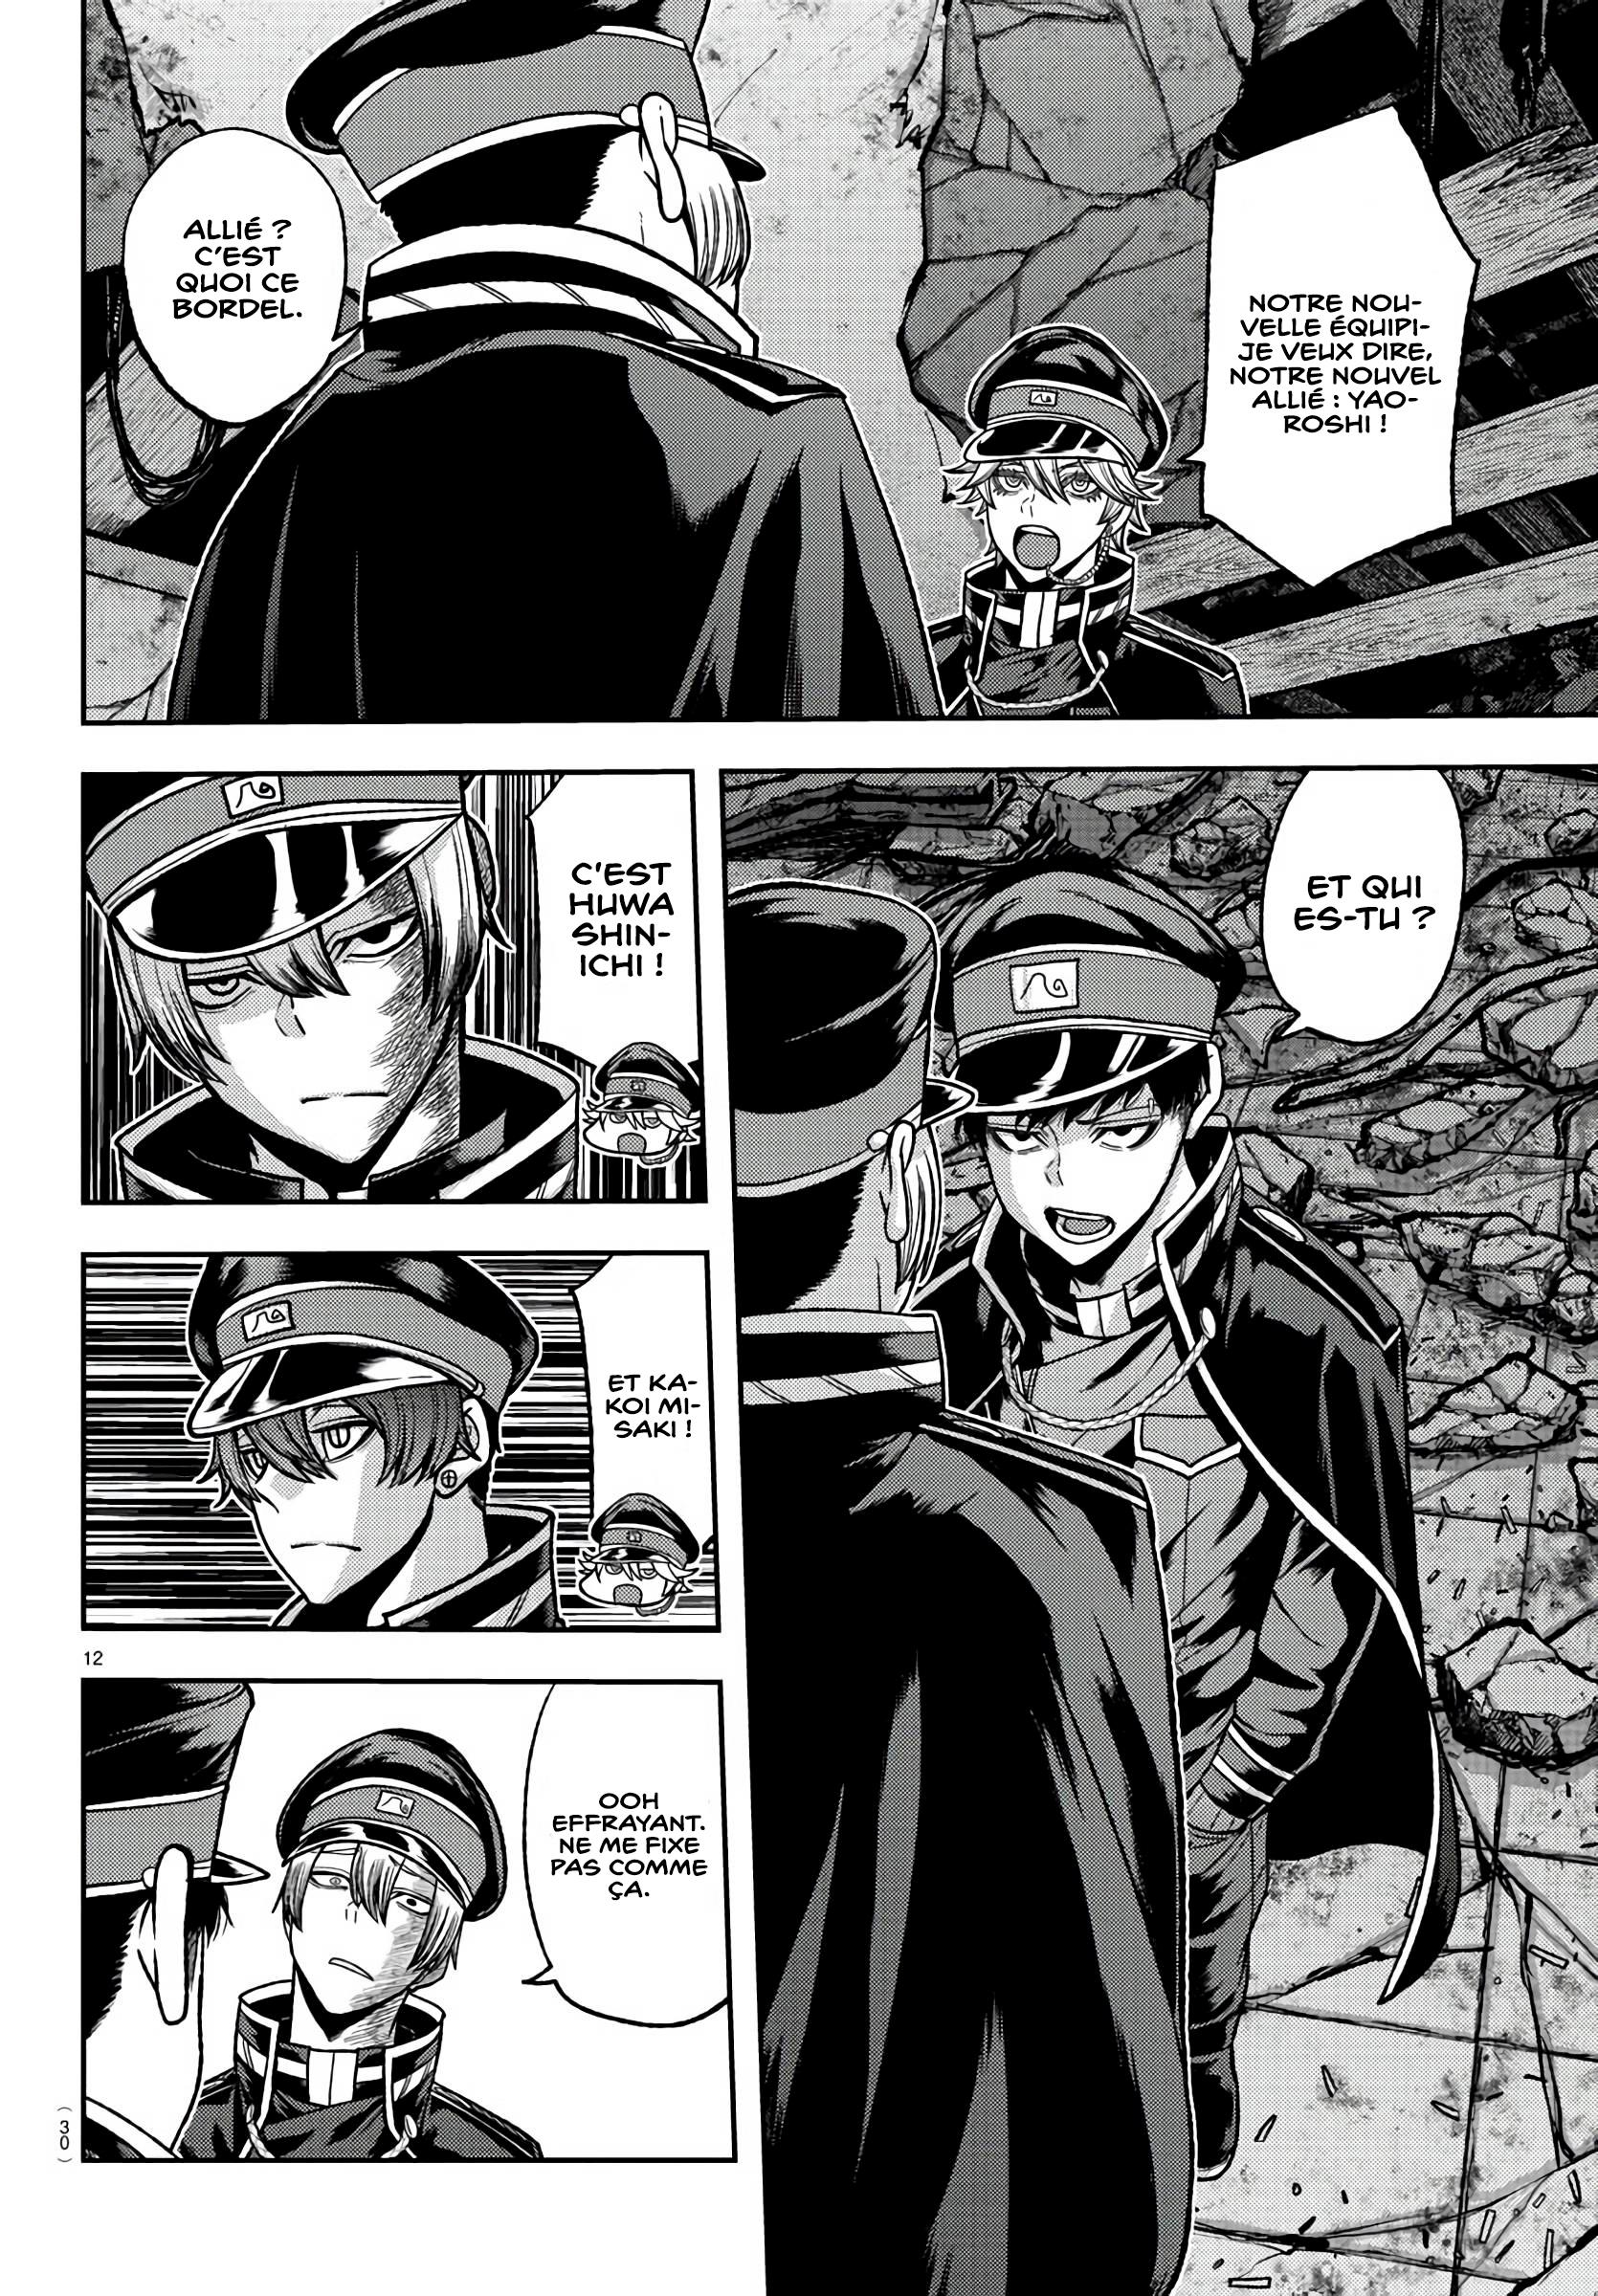 NOTRE NOU-
VELLE ÉQUIPI-
JE VEUX DIRE,
NOTRE NOUVEL
ALLIÉ : YAO-
ROSHI !
ALLIÉ ?
C'EST
QUOI CE
BORDEL.
ET QUI
ES-TU ?
C'EST
HUWA
SHIN-
ICHI !
ET KA-
KOI MI-
SAKI !
OOH
EFFRAYANT.
NE ME FIXE
PAS COMME
ÇA.
12
(30)